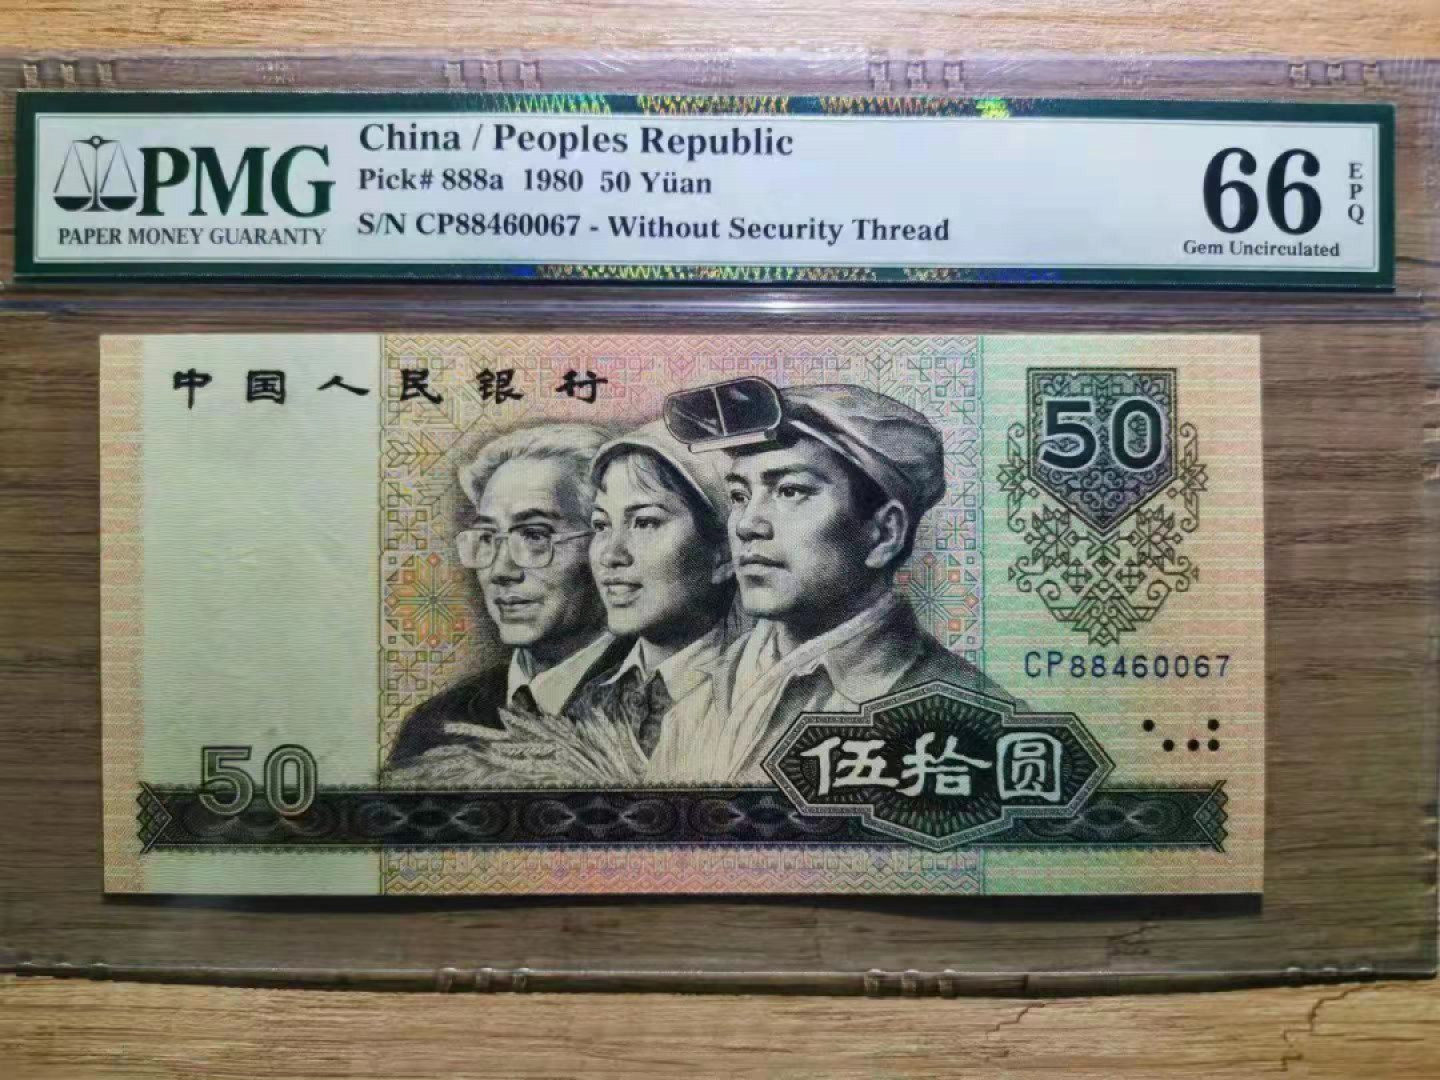 PMG
PAPER MONEY GUARANTY
China / Peoples Republic
Pick# 888a 1980 50 Yüan
S/N CP88460067 - Without Security Thread
66
EPQ
Gem Uncirculated
中国人民银行
50
CP88460067
50
伍拾圆